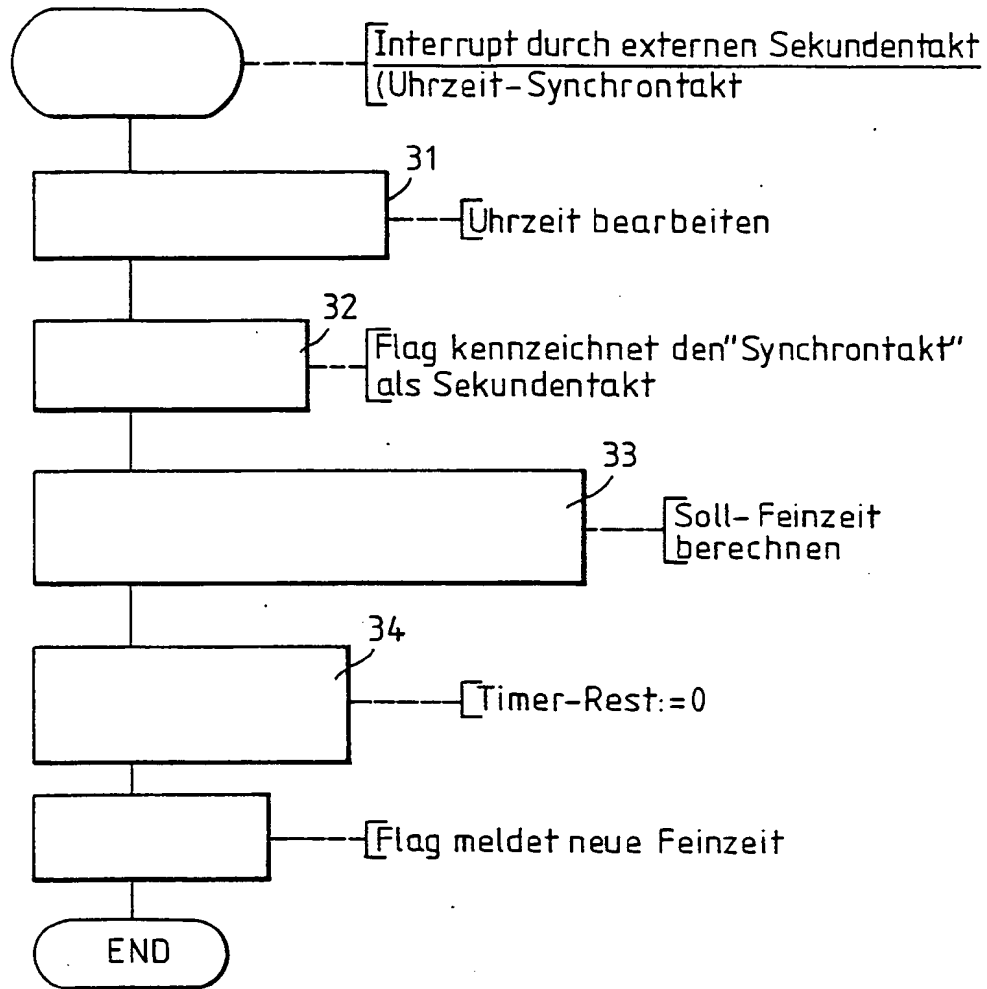 Interrupt durch externen Sekundentakt
(Uhrzeit-Synchrontakt
31
Uhrzeit bearbeiten
32
Flag kennzeichnet den"Synchrontakt"
als Sekundentakt
33
Soll-Feinzeit
berechnen
34
Timer-Rest:=0
Flag meldet neue Feinzeit
END